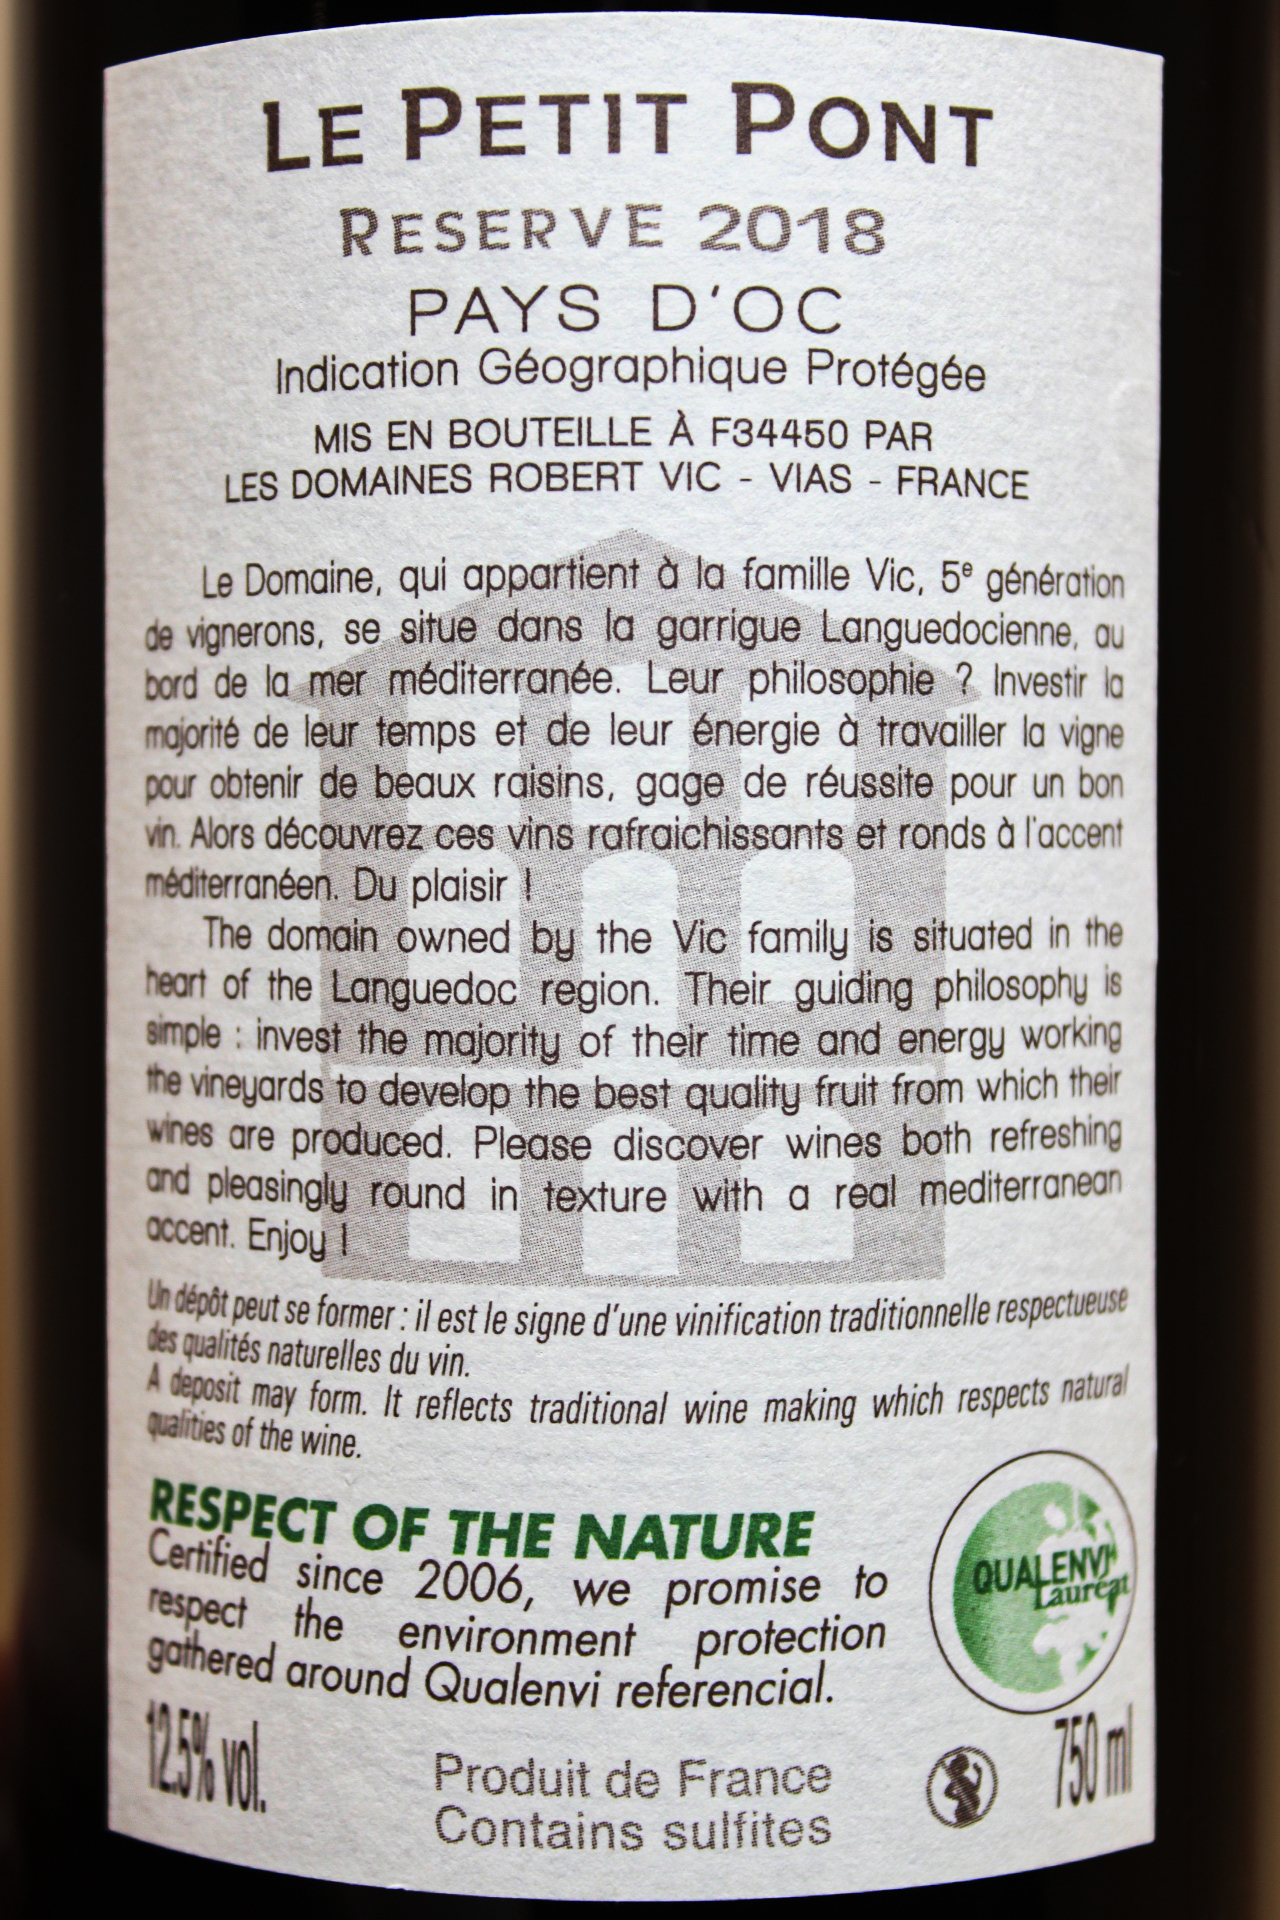 LE PETIT PONT
RESERVE 2018
PAYS D'OC
Indication Géographique Protégée
MIS EN BOUTEILLE À F34450 PAR
LES DOMAINES ROBERT VIC - VIAS - FRANCE
Le Domaine, qui appartient à la famille Vic, 5e génération
de vignerons, se situe dans la garrigue Languedocienne, au
bord de la mer méditerranée. Leur philosophie ? Investir la
majorité de leur temps et de leur énergie à travailler la vigne
pour obtenir de beaux raisins, gage de réussite pour un bon
vin. Alors découvrez ces vins rafraichissants et ronds à l'accent
méditerranéen. Du plaisir !
The domain owned by the Vic family is situated in the
heart of the Languedoc region. Their guiding philosophy is
simple : invest the majority of their time and energy working
the vineyards to develop the best quality fruit from which their
wines are produced. Please discover wines both refreshing
and pleasingly round in texture with a real mediterranean
accent. Enjoy !
Un dépôt peut se former : il est le signe d'une vinification traditionnelle respectueuse
des qualités naturelles du vin.
A deposit may form. It reflects traditional wine making which respects natural
qualities of the wine.
RESPECT OF THE NATURE
Certified since 2006, we promise to
respect the environment protection
gathered around Qualenvi referencial.
QUALENVI
Lauréat
12.5% vol.
750 ml
Produit de France
Contains sulfites